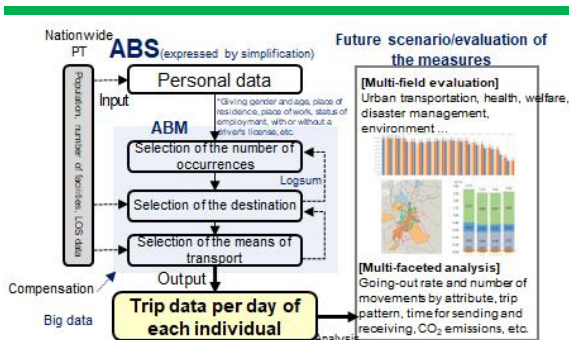 Nationwide
PT
ABS (expressed by simplification)
Population, number of facilities, LOS data
Input
Personal data
*Giving gender and age, place of
residence, place of work, status of
employment, with or without a
driver's license, etc.
ABM
Selection of the number of
occurrences
Logsum
Selection of the destination
Selection of the means of
transport
Output
Compensation
Big data
Trip data per day of
each individual
Analysis
Future scenario/evaluation of
the measures
[Multi-field evaluation]
Urban transportation, health, welfare,
disaster management,
environment ...
[Multi-faceted analysis]
Going-out rate and number of
movements by attribute, trip
pattern, time for sending and
receiving, CO2 emissions, etc.